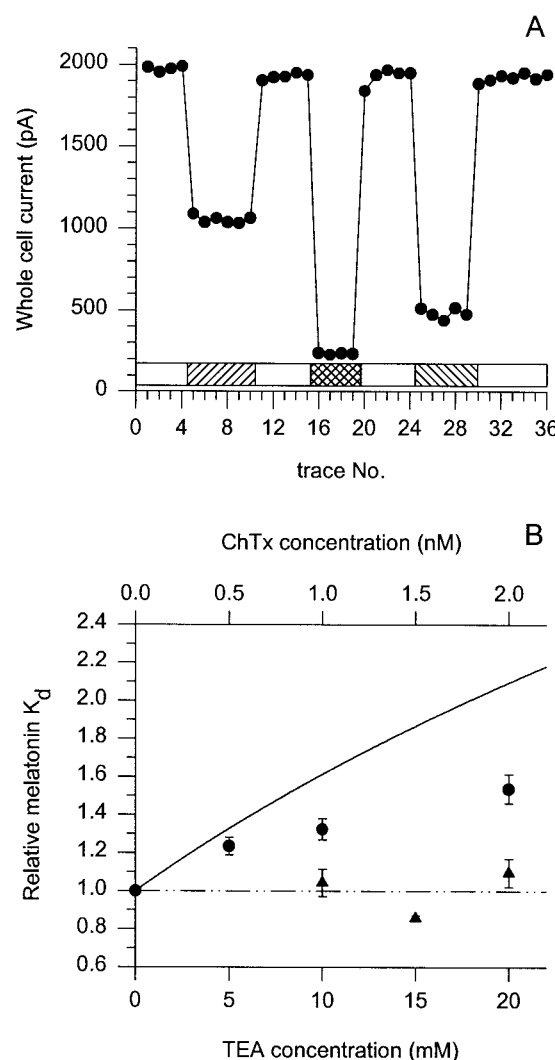 A
2000
1500
1000
500
0
Whole cell current (pA)
0 4 8 12 16 20 24 28 32 36
trace No.
B
ChTx concentration (nM)
0.0 0.5 1.0 1.5 2.0
2.4
2.2
2.0
1.8
1.6
1.4
1.2
1.0
0.8
0.6
Relative melatonin Kd
0 5 10 15 20
TEA concentration (mM)